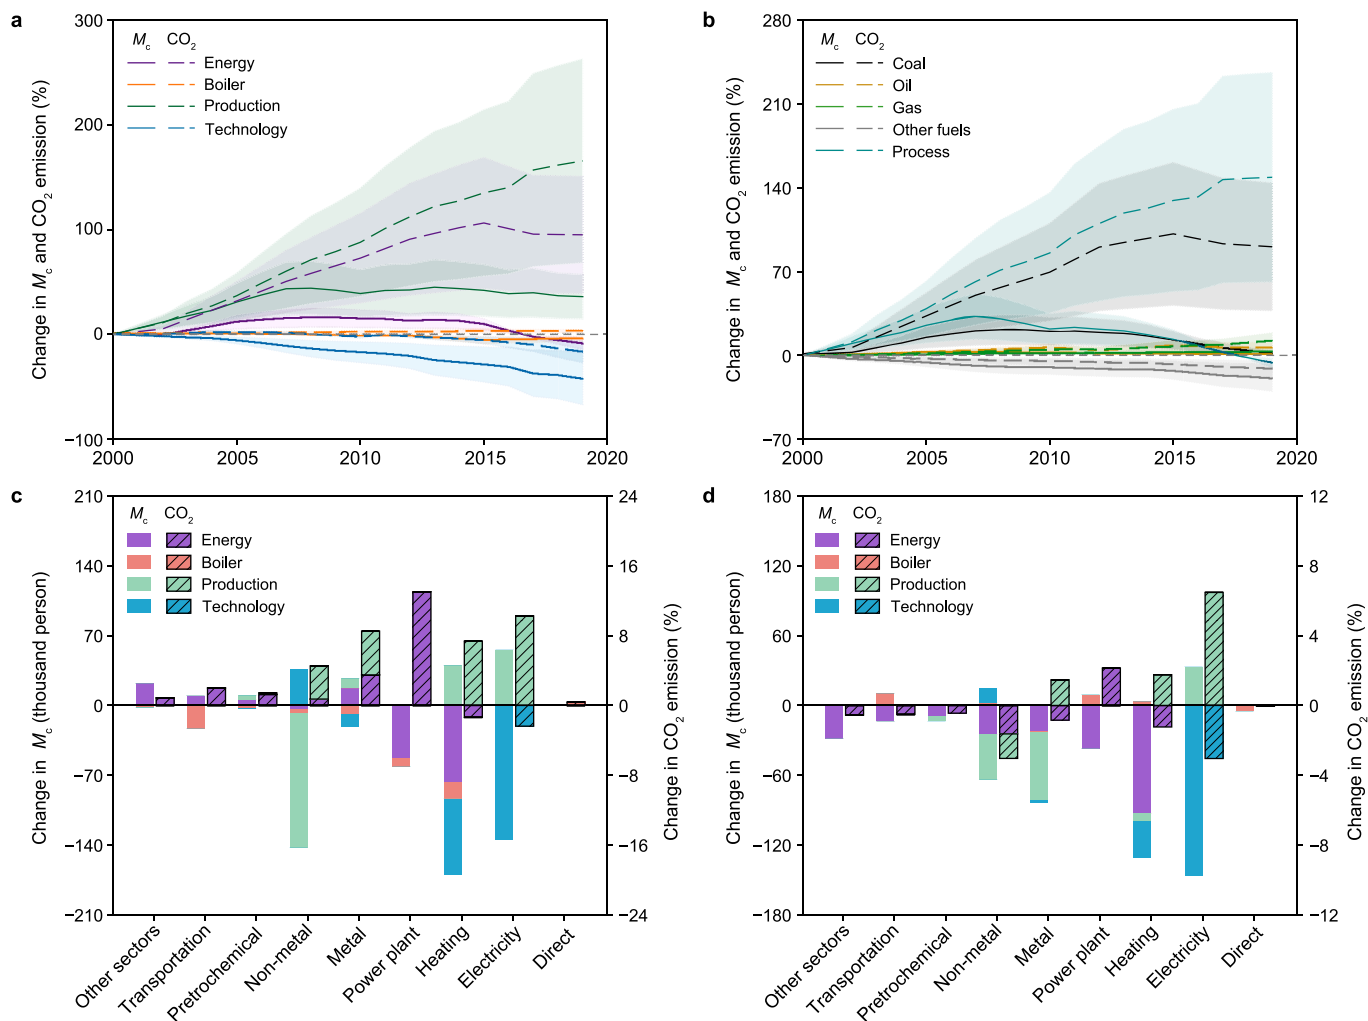 a
300
200
100
0
−100
2000
2005
2010
2015
2020
Change in Mc and CO2 emission (%)
Mc CO2
Energy
Boiler
Production
Technology
b
280
210
140
70
0
−70
2000
2005
2010
2015
2020
Change in Mc and CO2 emission (%)
Mc CO2
Coal
Oil
Gas
Other fuels
Process
c
210
140
70
0
−70
−140
−210
Change in Mc (thousand person)
Mc CO2
Energy
Boiler
Production
Technology
24
16
8
0
−8
−16
−24
Change in CO2 emission (%)
Other sectors
Transportation
Pretrochemical
Non-metal
Metal
Power plant
Heating
Electricity
Direct
d
180
120
60
0
−60
−120
−180
Change in Mc (thousand person)
Mc CO2
Energy
Boiler
Production
Technology
12
8
4
0
−4
−8
−12
Change in CO2 emission (%)
Other sectors
Transportation
Pretrochemical
Non-metal
Metal
Power plant
Heating
Electricity
Direct